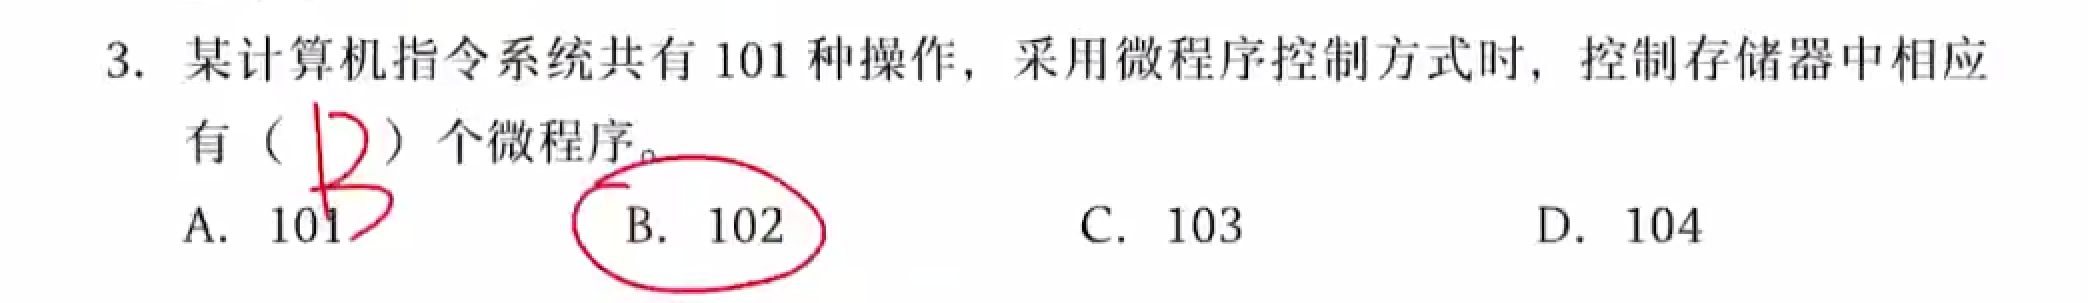 3. 某计算机指令系统共有 101 种操作，采用微程序控制方式时，控制存储器中相应
有（ B ）个微程序。
A. 101 B. 102 C. 103 D. 104